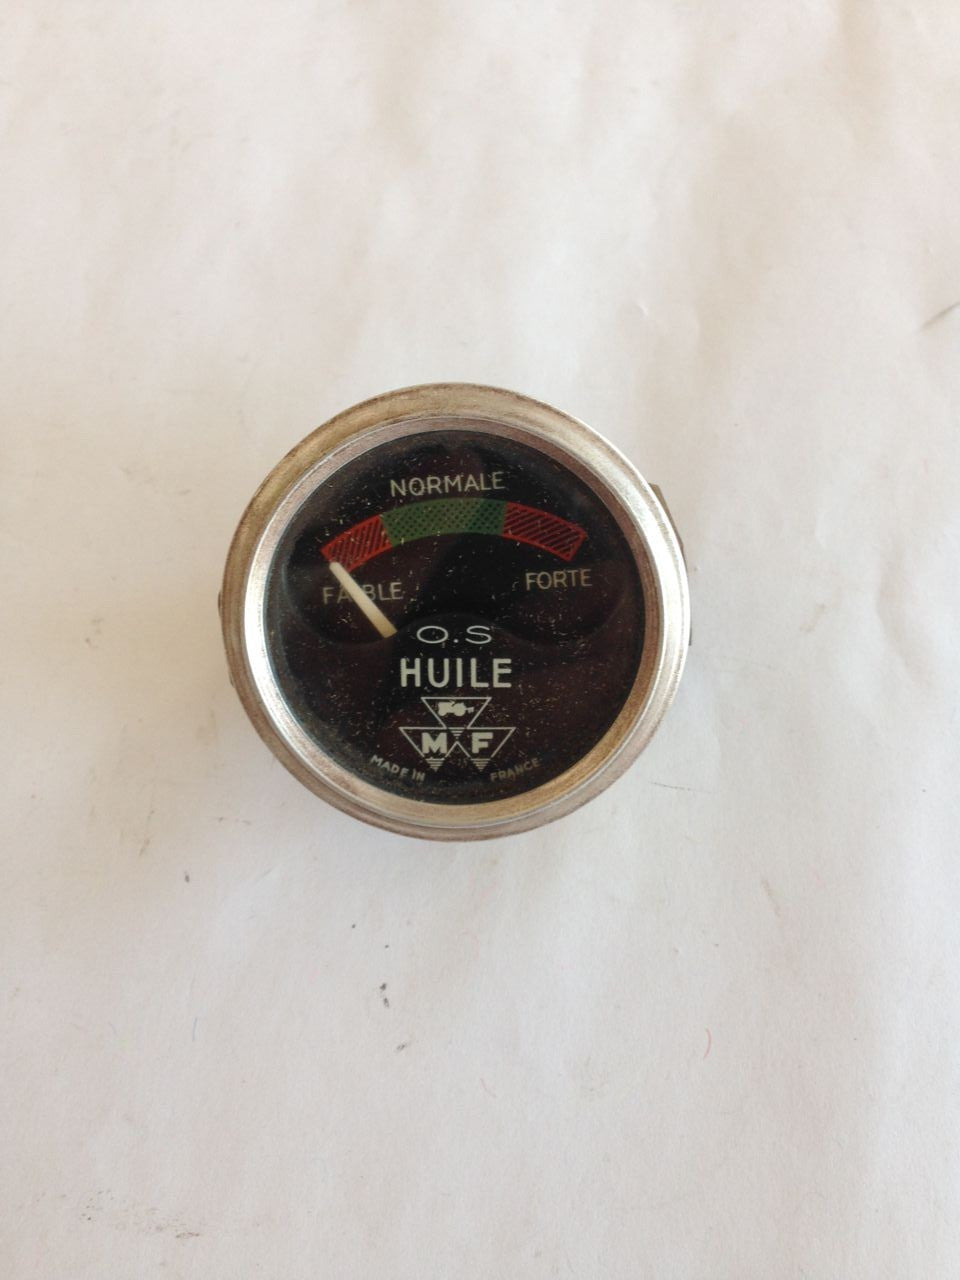 NORMALE
FAIBLE FORTE
O.S
HUILE
M F
MADE IN FRANCE